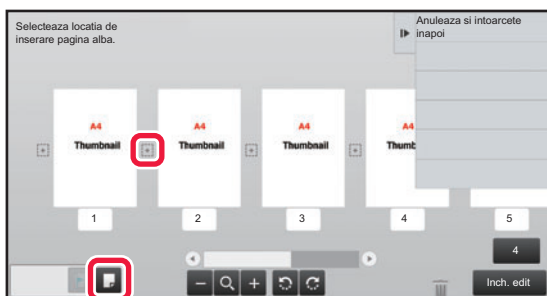 Selecteaza locatia de
inserare pagina alba.
Anuleaza si intoarcete
inapoi
A4
Thumbnail
A4
Thumbnail
A4
Thumbnail
A4
Thumb
1
2
3
4
5
4
Inch. edit